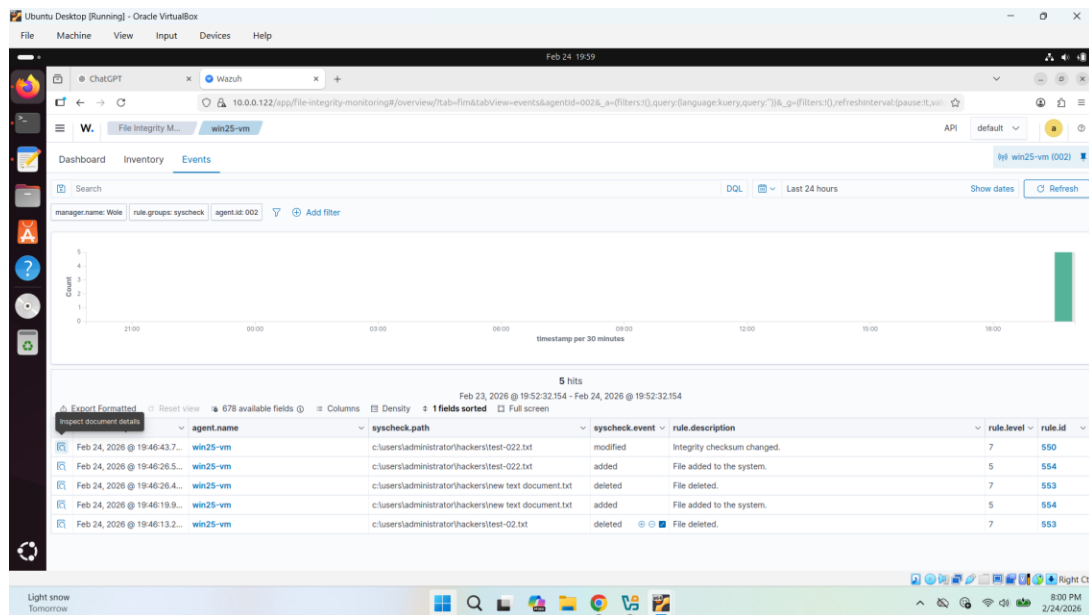 Ubuntu Desktop [Running] - Oracle VirtualBox
File Machine View Input Devices Help
Feb 24 19:59
ChatGPT Wazuh
10.0.0.122/app/file-integrity-monitoring#/overview/?tab=fim&tabView=events&agentId=002&_a=(filters:!(),query:(language:kuery,query:''))&_g=(filters:!(),refreshInterval:(pause:!t,val
W. File Integrity M... win25-vm API default a
Dashboard Inventory Events win25-vm (002)
Search DQL Last 24 hours Show dates Refresh
manager.name: Wole rule.groups: syscheck agent.id: 002 Add filter
5
4
3
2
1
0
Count
21:00 00:00 03:00 06:00 09:00 12:00 15:00 18:00
timestamp per 30 minutes
5 hits
Feb 23, 2026 @ 19:52:32.154 - Feb 24, 2026 @ 19:52:32.154
Export Formatted Reset view 678 available fields Columns Density 1 fields sorted Full screen
Inspect document details
agent.name syscheck.path syscheck.event rule.description rule.level rule.id
Feb 24, 2026 @ 19:46:43.7... win25-vm c:\users\administrator\hackers\test-022.txt modified Integrity checksum changed. 7 550
Feb 24, 2026 @ 19:46:26.5... win25-vm c:\users\administrator\hackers\test-022.txt added File added to the system. 5 554
Feb 24, 2026 @ 19:46:26.4... win25-vm c:\users\administrator\hackers\new text document.txt deleted File deleted. 7 553
Feb 24, 2026 @ 19:46:19.9... win25-vm c:\users\administrator\hackers\new text document.txt added File added to the system. 5 554
Feb 24, 2026 @ 19:46:13.2... win25-vm c:\users\administrator\hackers\test-02.txt deleted File deleted. 7 553
Right Ct
Light snow
Tomorrow
8:00 PM
2/24/2026